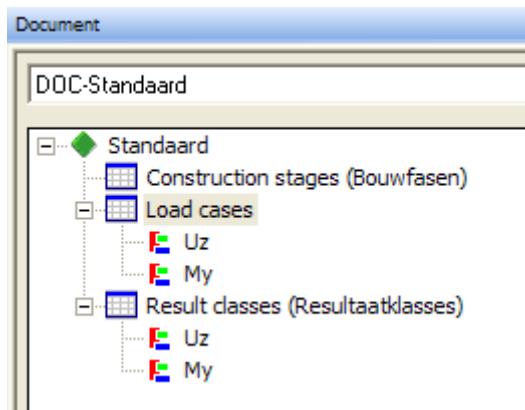 Document
DOC-Standaard
Standaard
Construction stages (Bouwfasen)
Load cases
Uz
My
Result classes (Resultaatklasses)
Uz
My